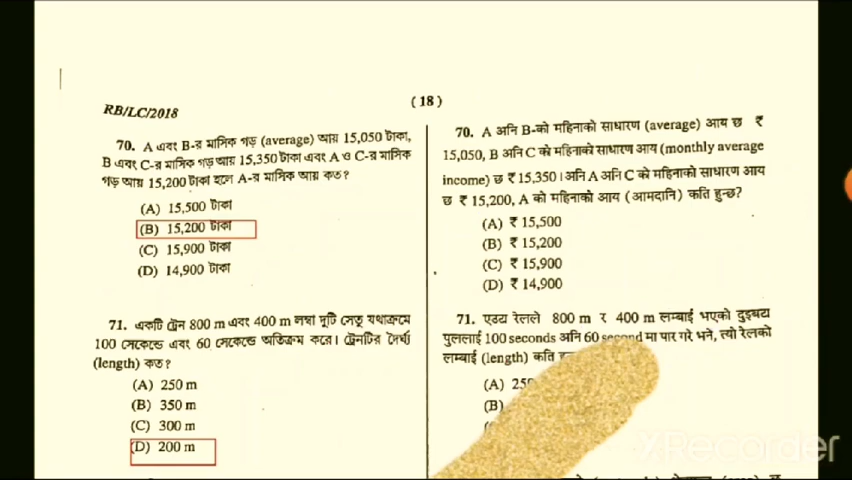 (18)
RB/LC/2018
70. A এবং B-র মাসিক গড় (average) আয় 15,050 টাকা,
B এবং C-র মাসিক গড় আয় 15,350 টাকা এবং A ও C-র মাসিক
গড় আয় 15,200 টাকা হলে A-র মাসিক আয় কত?
(A) 15,500 টাকা
(B) 15,200 টাকা
(C) 15,900 টাকা
(D) 14,900 টাকা
71. একটি ট্রেন 800 m এবং 400 m লম্বা দুটি সেতু যথাক্রমে
100 সেকেন্ডে এবং 60 সেকেন্ডে অতিক্রম করে। ট্রেনটির দৈর্ঘ্য
(length) কত?
(A) 250 m
(B) 350 m
(C) 300 m
(D) 200 m
70. A अनि B-को महिनाको साधारण (average) आय छ ₹
15,050, B अनि C को महिनाको साधारण आय (monthly average
income) छ ₹ 15,350। अनि A अनि C को महिनाको साधारण आय
छ ₹ 15,200, A को महिनाको आय (आमदानि) कति हुन्छ?
(A) ₹ 15,500
(B) ₹ 15,200
(C) ₹ 15,900
(D) ₹ 14,900
71. एउटा रेलले 800 m र 400 m लम्बाई भएको दुइवटा
पुललाई 100 seconds अनि 60 second मा पार गरे भने, त्यो रेलको
लम्बाई (length) कति
(A)
(B)
XRecorder